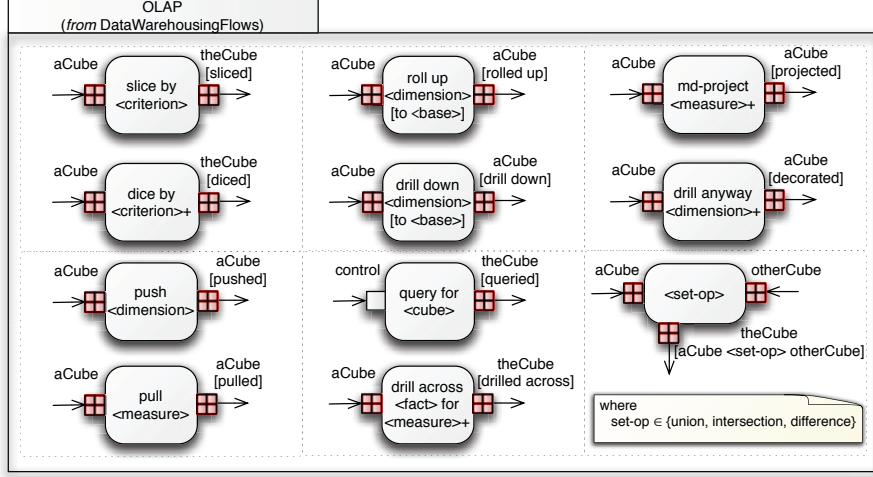 OLAP
(from DataWarehousingFlows)
aCube
slice by
<criterion>
theCube
[sliced]
aCube
roll up
<dimension>
[to <base>]
aCube
[rolled up]
aCube
md-project
<measure>+
aCube
[projected]
aCube
dice by
<criterion>+
theCube
[diced]
aCube
drill down
<dimension>
[to <base>]
aCube
[drill down]
aCube
drill anyway
<dimension>+
aCube
[decorated]
aCube
push
<dimension>
aCube
[pushed]
control
query for
<cube>
theCube
[queried]
aCube
<set-op>
otherCube
theCube
[aCube <set-op> otherCube]
aCube
pull
<measure>
aCube
[pulled]
aCube
drill across
<fact> for
<measure>+
theCube
[drilled across]
where
set-op ∈ {union, intersection, difference}